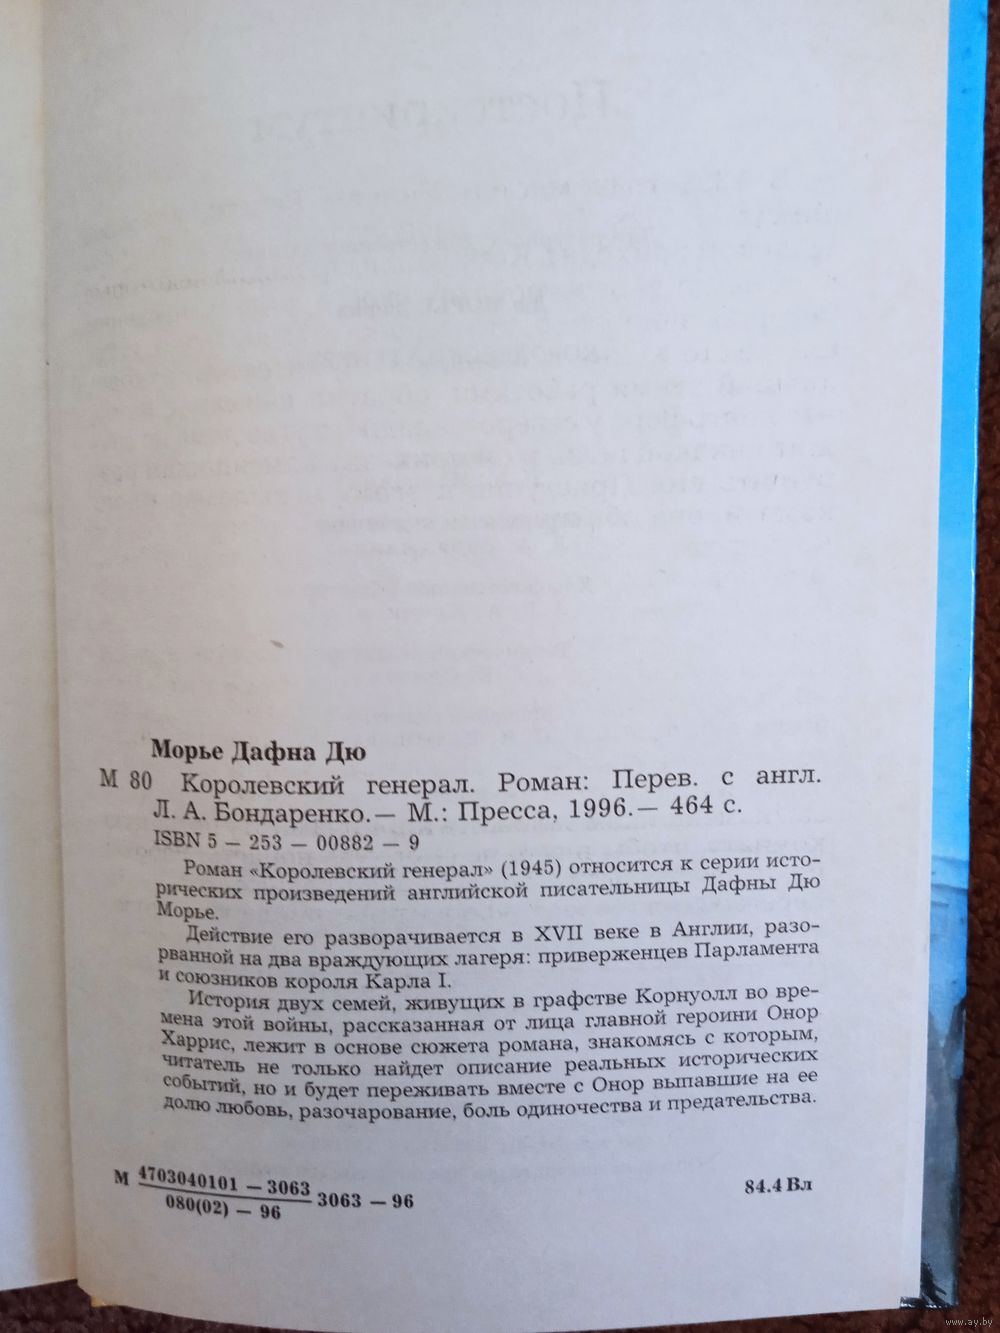 Морье Дафна Дю
М 80 Королевский генерал. Роман: Перев. с англ.
Л. А. Бондаренко.— М.: Пресса, 1996.— 464 с.
ISBN 5 — 253 — 00882 — 9
Роман «Королевский генерал» (1945) относится к серии исто-
рических произведений английской писательницы Дафны Дю
Морье.
Действие его разворачивается в XVII веке в Англии, разо-
рванной на два враждующих лагеря: приверженцев Парламента
и союзников короля Карла I.
История двух семей, живущих в графстве Корнуолл во вре-
мена этой войны, рассказанная от лица главной героини Онор
Харрис, лежит в основе сюжета романа, знакомясь с которым,
читатель не только найдет описание реальных исторических
событий, но и будет переживать вместе с Онор выпавшие на ее
долю любовь, разочарование, боль одиночества и предательства.
М 4703040101 — 3063
080(02) — 96
3063 — 96
84.4 Вл
www.ay.by